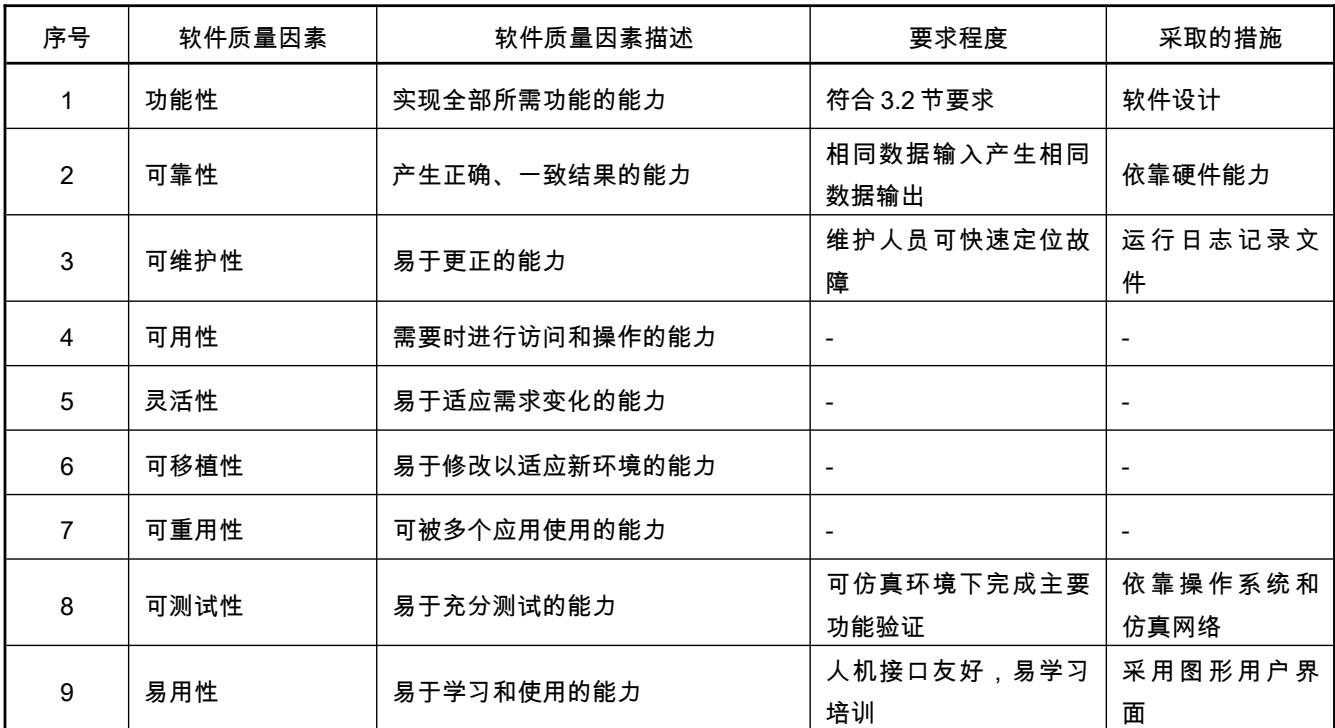 序号 软件质量因素 软件质量因素描述 要求程度 采取的措施
1 功能性 实现全部所需功能的能力 符合 3.2 节要求 软件设计
2 可靠性 产生正确、一致结果的能力 相同数据输入产生相同
数据输出 依靠硬件能力
3 可维护性 易于更正的能力 维护人员可快速定位故
障 运行日志记录文
件
4 可用性 需要时进行访问和操作的能力 - -
5 灵活性 易于适应需求变化的能力 - -
6 可移植性 易于修改以适应新环境的能力 - -
7 可重用性 可被多个应用使用的能力 - -
8 可测试性 易于充分测试的能力 可仿真环境下完成主要
功能验证 依靠操作系统和
仿真网络
9 易用性 易于学习和使用的能力 人机接口友好，易学习
培训 采用图形用户界
面